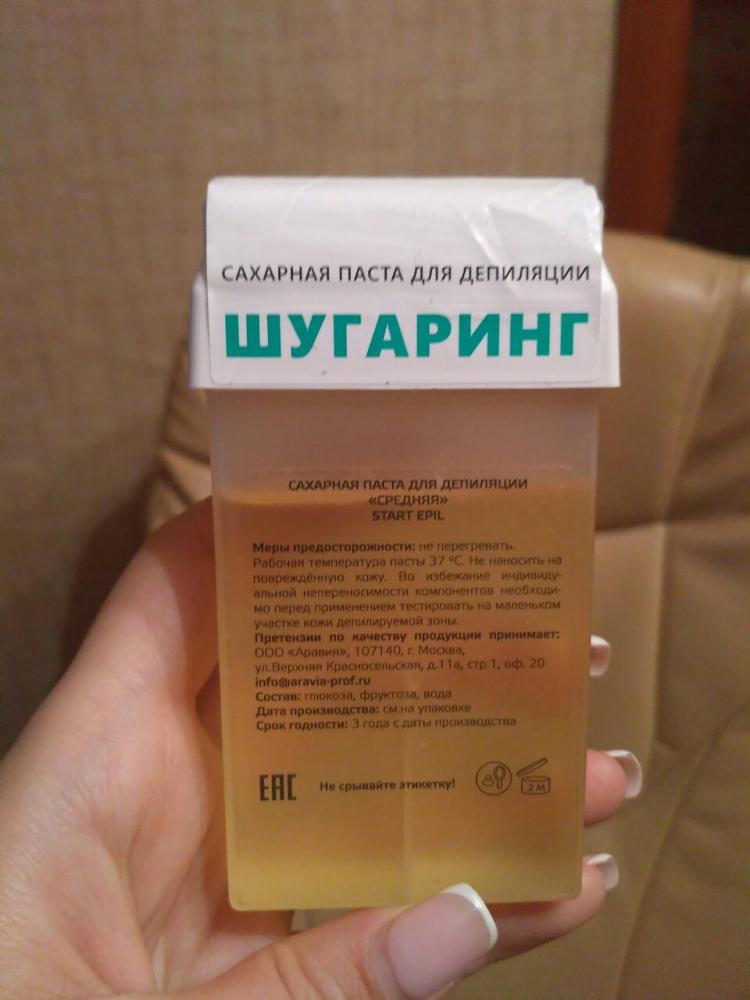 САХАРНАЯ ПАСТА ДЛЯ ДЕПИЛЯЦИИ
ШУГАРИНГ
САХАРНАЯ ПАСТА ДЛЯ ДЕПИЛЯЦИИ
«СРЕДНЯЯ»
START EPIL
Меры предосторожности: не перегревать.
Рабочая температура пасты 37 °С. Не наносить на
повреждённую кожу. Во избежание индивиду-
альной непереносимости компонентов необходи-
мо перед применением тестировать на маленьком
участке кожи депилируемой зоны.
Претензии по качеству продукции принимает:
ООО «Аравия», 107140, г. Москва,
ул.Верхняя Красносельская, д.11а, стр.1, оф. 20
info@aravia-prof.ru
Состав: глюкоза, фруктоза, вода
Дата производства: см.на упаковке
Срок годности: 3 года с даты производства
ЕАС Не срывайте этикетку! 2 М